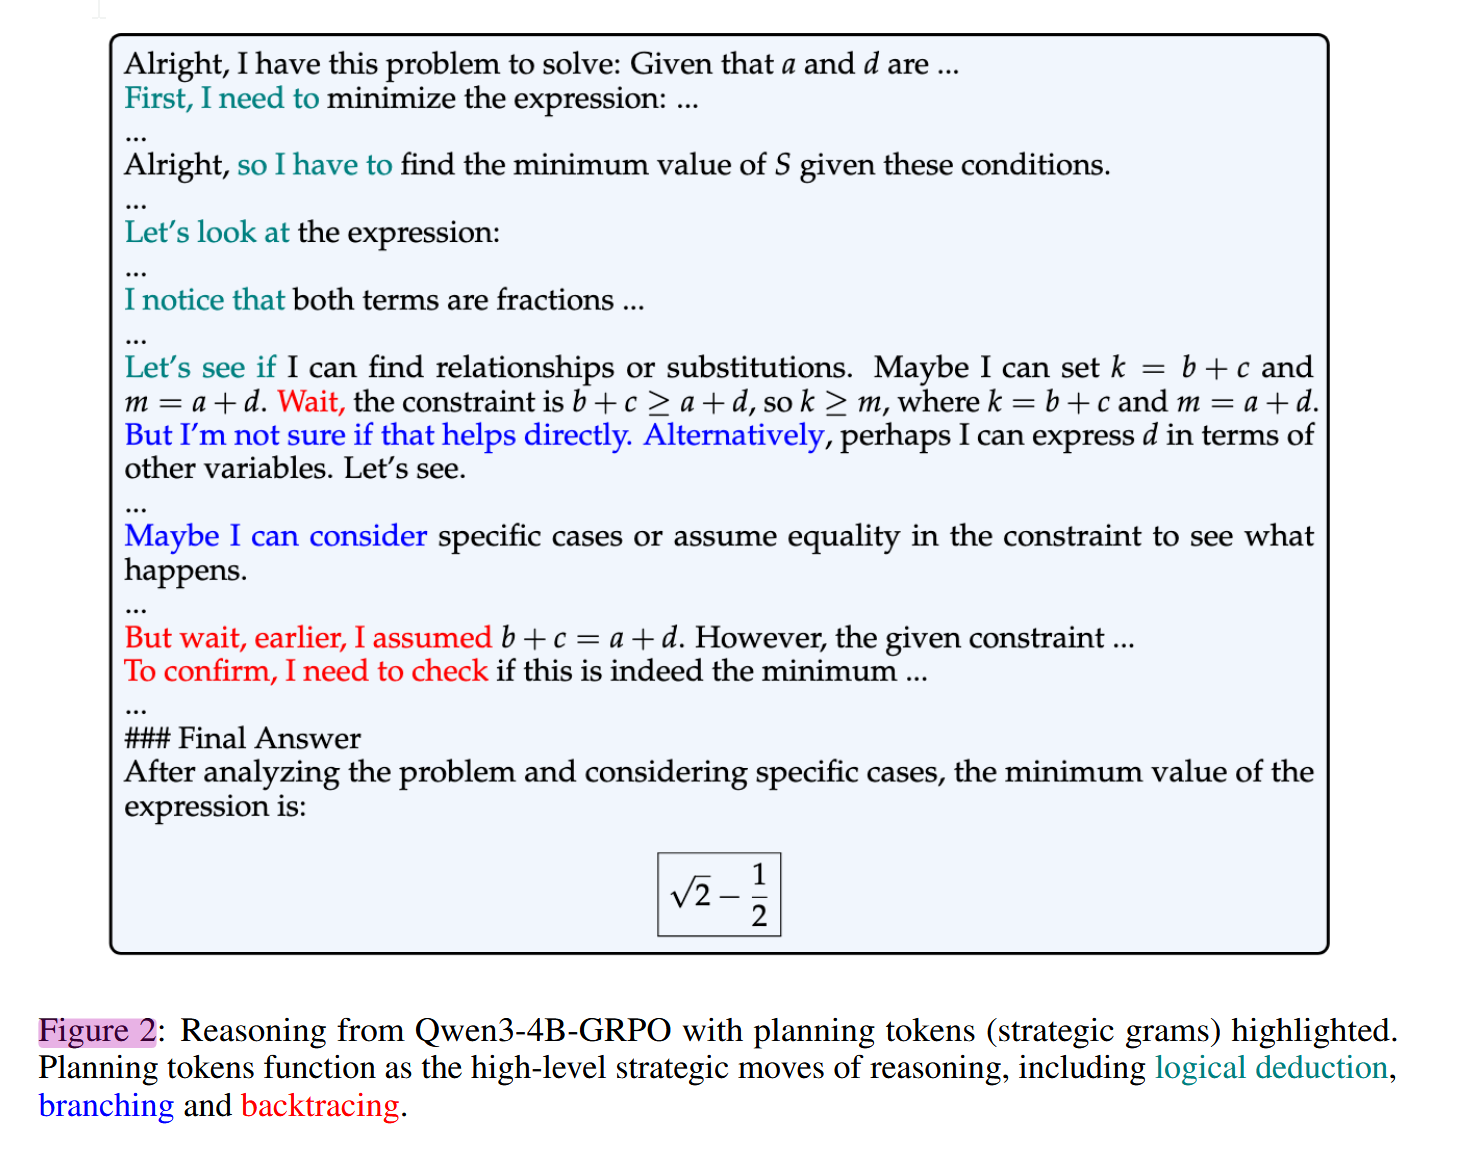 Alright, I have this problem to solve: Given that a and d are ...
First, I need to minimize the expression: ...
...
Alright, so I have to find the minimum value of S given these conditions.
...
Let's look at the expression:
...
I notice that both terms are fractions ...
...
Let's see if I can find relationships or substitutions. Maybe I can set k = b + c and
m = a + d. Wait, the constraint is b + c ≥ a + d, so k ≥ m, where k = b + c and m = a + d.
But I'm not sure if that helps directly. Alternatively, perhaps I can express d in terms of
other variables. Let's see.
...
Maybe I can consider specific cases or assume equality in the constraint to see what
happens.
...
But wait, earlier, I assumed b + c = a + d. However, the given constraint ...
To confirm, I need to check if this is indeed the minimum ...
...
### Final Answer
After analyzing the problem and considering specific cases, the minimum value of the
expression is:
√2 − 1/2
Figure 2: Reasoning from Qwen3-4B-GRPO with planning tokens (strategic grams) highlighted.
Planning tokens function as the high-level strategic moves of reasoning, including logical deduction,
branching and backtracing.